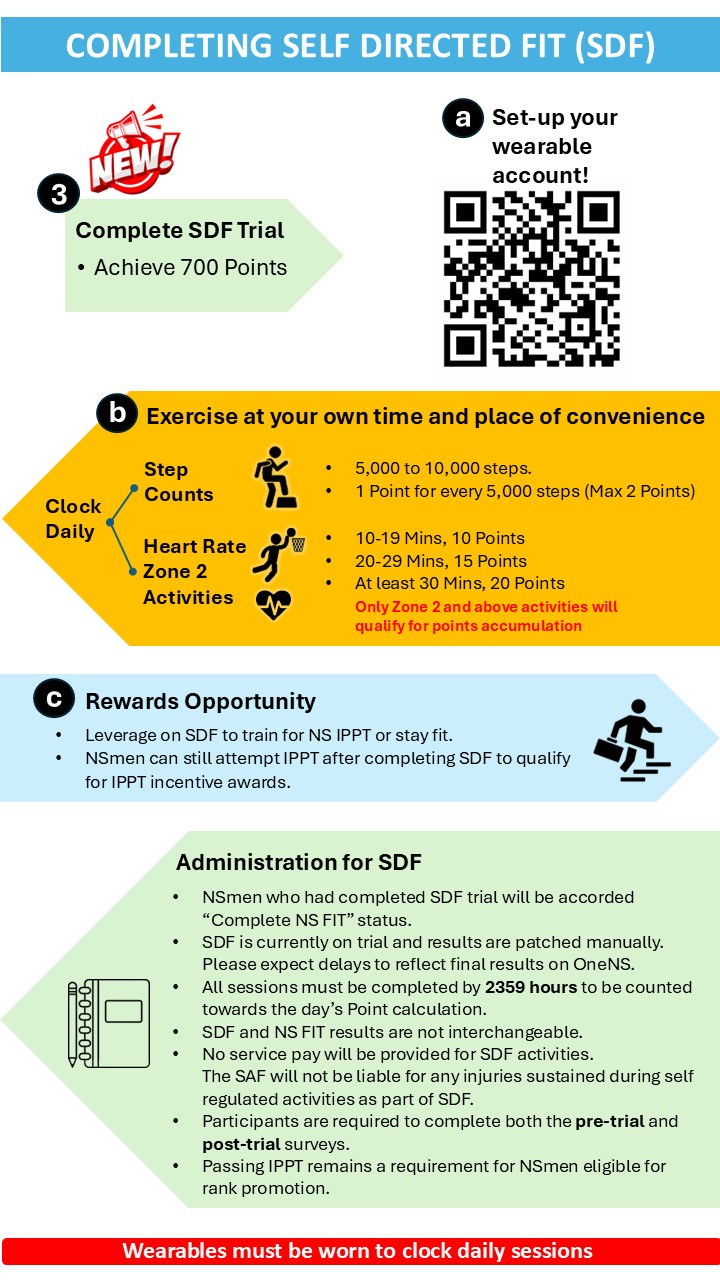 COMPLETING SELF DIRECTED FIT (SDF)
NEW!
3
Complete SDF Trial
• Achieve 700 Points
a
Set-up your
wearable
account!
b
Exercise at your own time and place of convenience
Clock
Daily
Step
Counts
• 5,000 to 10,000 steps.
• 1 Point for every 5,000 steps (Max 2 Points)
Heart Rate
Zone 2
Activities
• 10-19 Mins, 10 Points
• 20-29 Mins, 15 Points
• At least 30 Mins, 20 Points
Only Zone 2 and above activities will
qualify for points accumulation
c
Rewards Opportunity
• Leverage on SDF to train for NS IPPT or stay fit.
• NSmen can still attempt IPPT after completing SDF to qualify
for IPPT incentive awards.
Administration for SDF
• NSmen who had completed SDF trial will be accorded
“Complete NS FIT” status.
• SDF is currently on trial and results are patched manually.
Please expect delays to reflect final results on OneNS.
• All sessions must be completed by 2359 hours to be counted
towards the day’s Point calculation.
• SDF and NS FIT results are not interchangeable.
• No service pay will be provided for SDF activities.
The SAF will not be liable for any injuries sustained during self
regulated activities as part of SDF.
• Participants are required to complete both the pre-trial and
post-trial surveys.
• Passing IPPT remains a requirement for NSmen eligible for
rank promotion.
Wearables must be worn to clock daily sessions